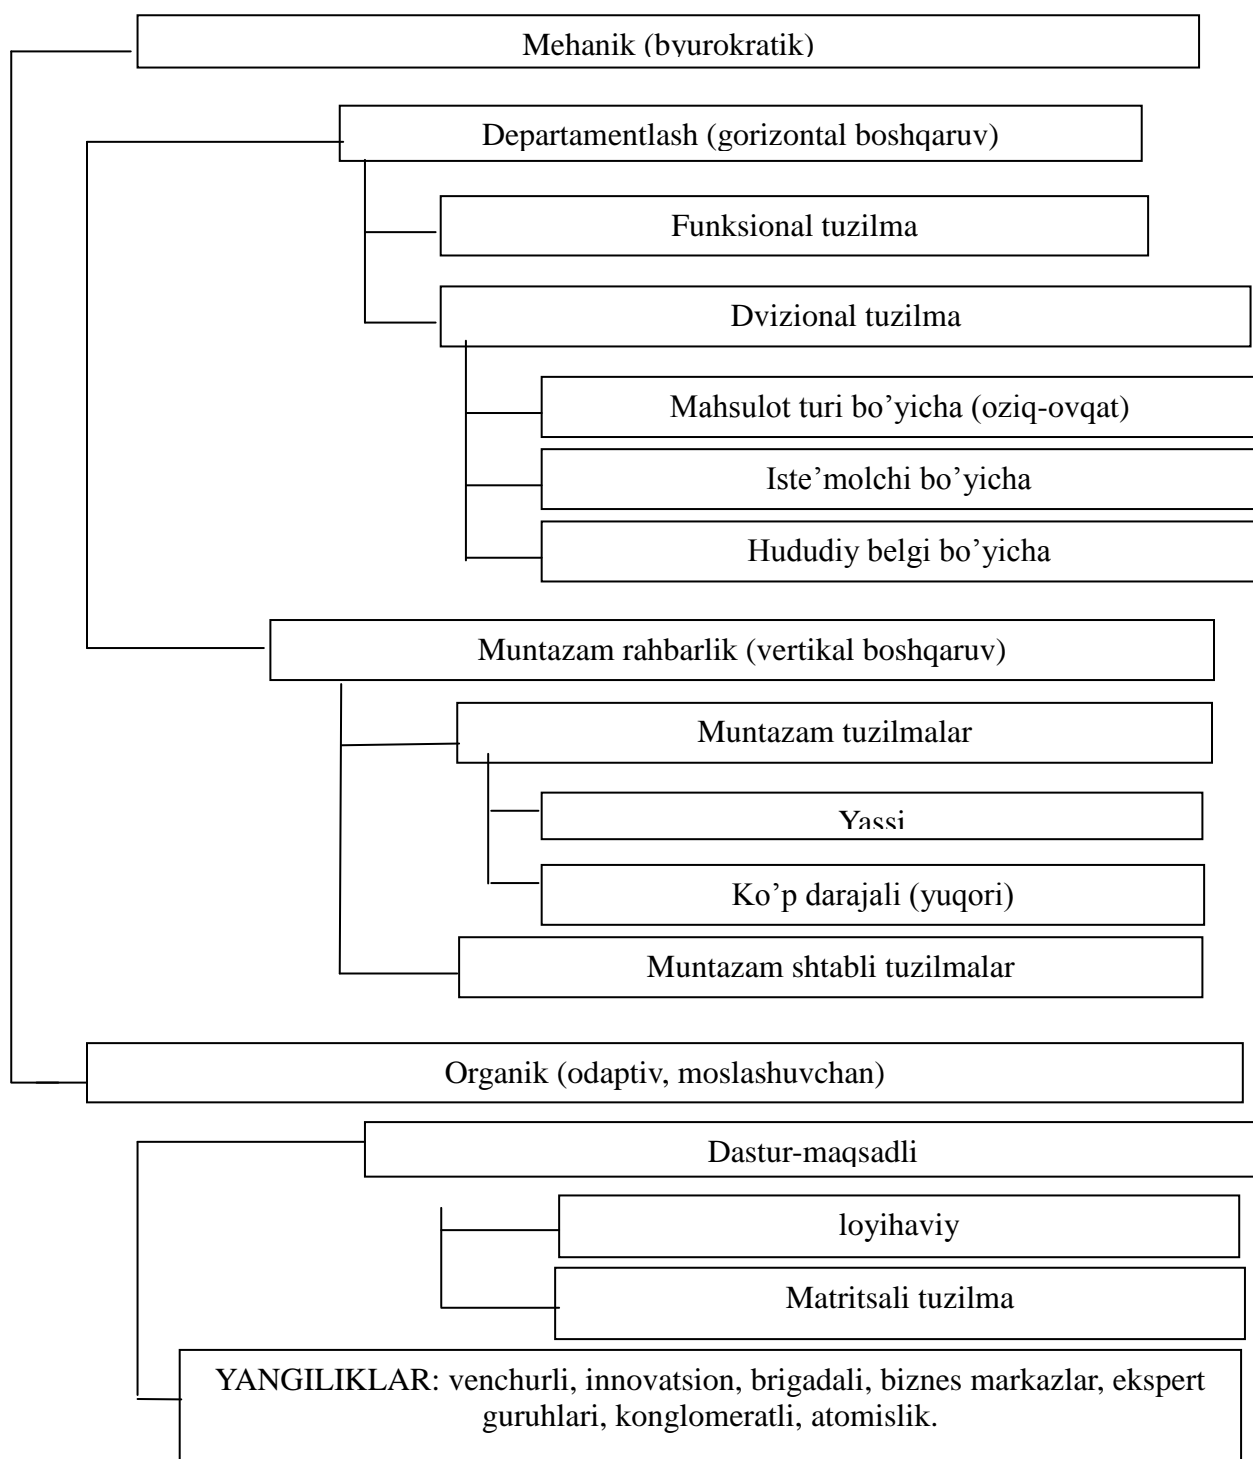 Mehanik (byurokratik)
Departamentlash (gorizontal boshqaruv)
Funksional tuzilma
Dvizional tuzilma
Mahsulot turi bo’yicha (oziq-ovqat)
Iste’molchi bo’yicha
Hududiy belgi bo’yicha
Muntazam rahbarlik (vertikal boshqaruv)
Muntazam tuzilmalar
Yassi
Ko’p darajali (yuqori)
Muntazam shtabli tuzilmalar
Organik (odaptiv, moslashuvchan)
Dastur-maqsadli
loyihaviy
Matritsali tuzilma
YANGILIKLAR: venchurli, innovatsion, brigadali, biznes markazlar, ekspert
guruhlari, konglomeratli, atomislik.